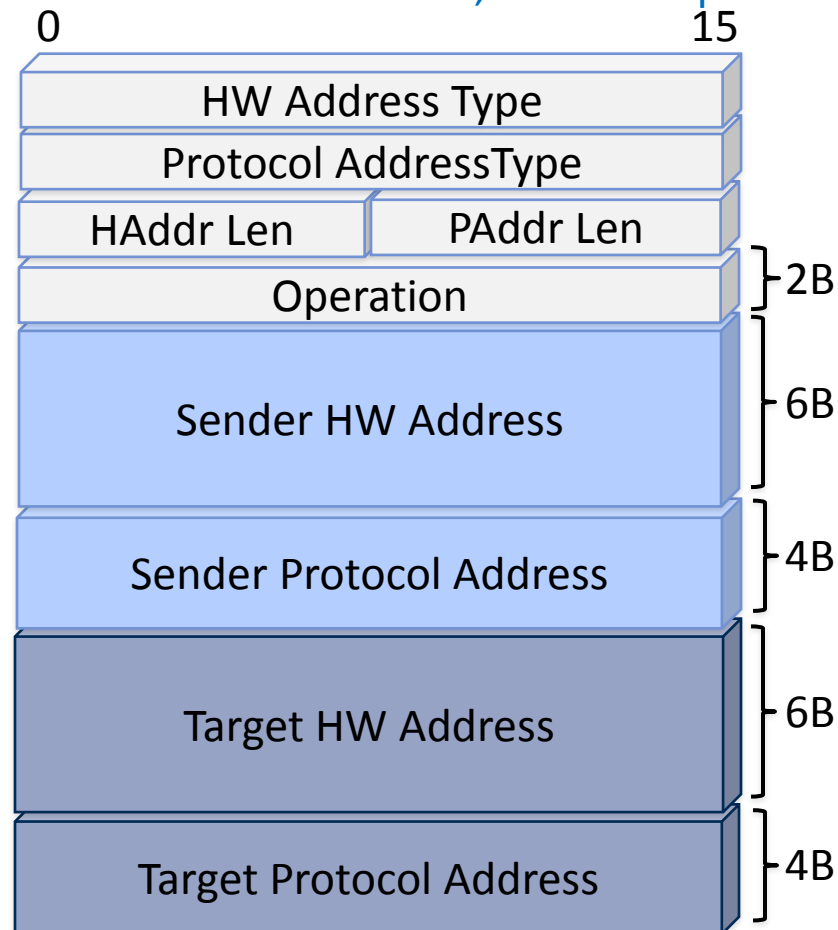 0 15
HW Address Type
Protocol AddressType
HAddr Len PAddr Len
Operation 2B
Sender HW Address 6B
Sender Protocol Address 4B
Target HW Address 6B
Target Protocol Address 4B